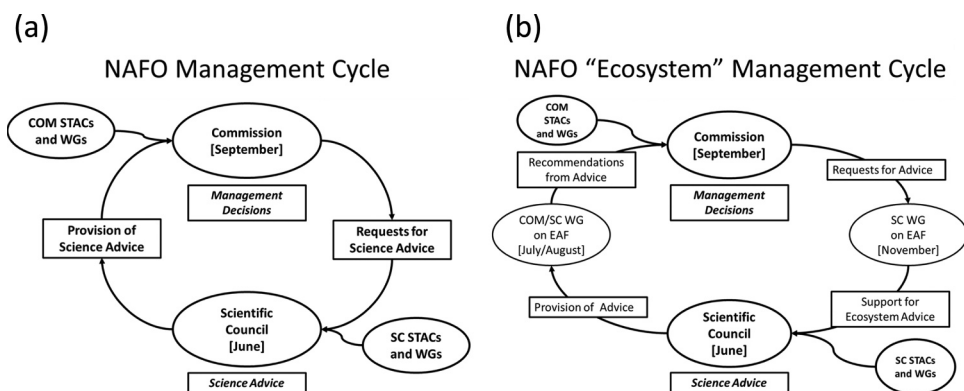 (a)
NAFO Management Cycle
COM STACs
and WGs
Commission
[September]
Management
Decisions
Provision of
Science Advice
Requests for
Science Advice
Scientific
Council
[June]
SC STACs
and WGs
Science Advice
(b)
NAFO “Ecosystem” Management Cycle
COM
STACs
and WGs
Commission
[September]
Recommendations
from Advice
Requests for Advice
Management
Decisions
COM/SC WG
on EAF
[July/August]
SC WG
on EAF
[November]
Provision of Advice
Support for
Ecosystem Advice
Scientific
Council
[June]
SC STACs
and WGs
Science Advice